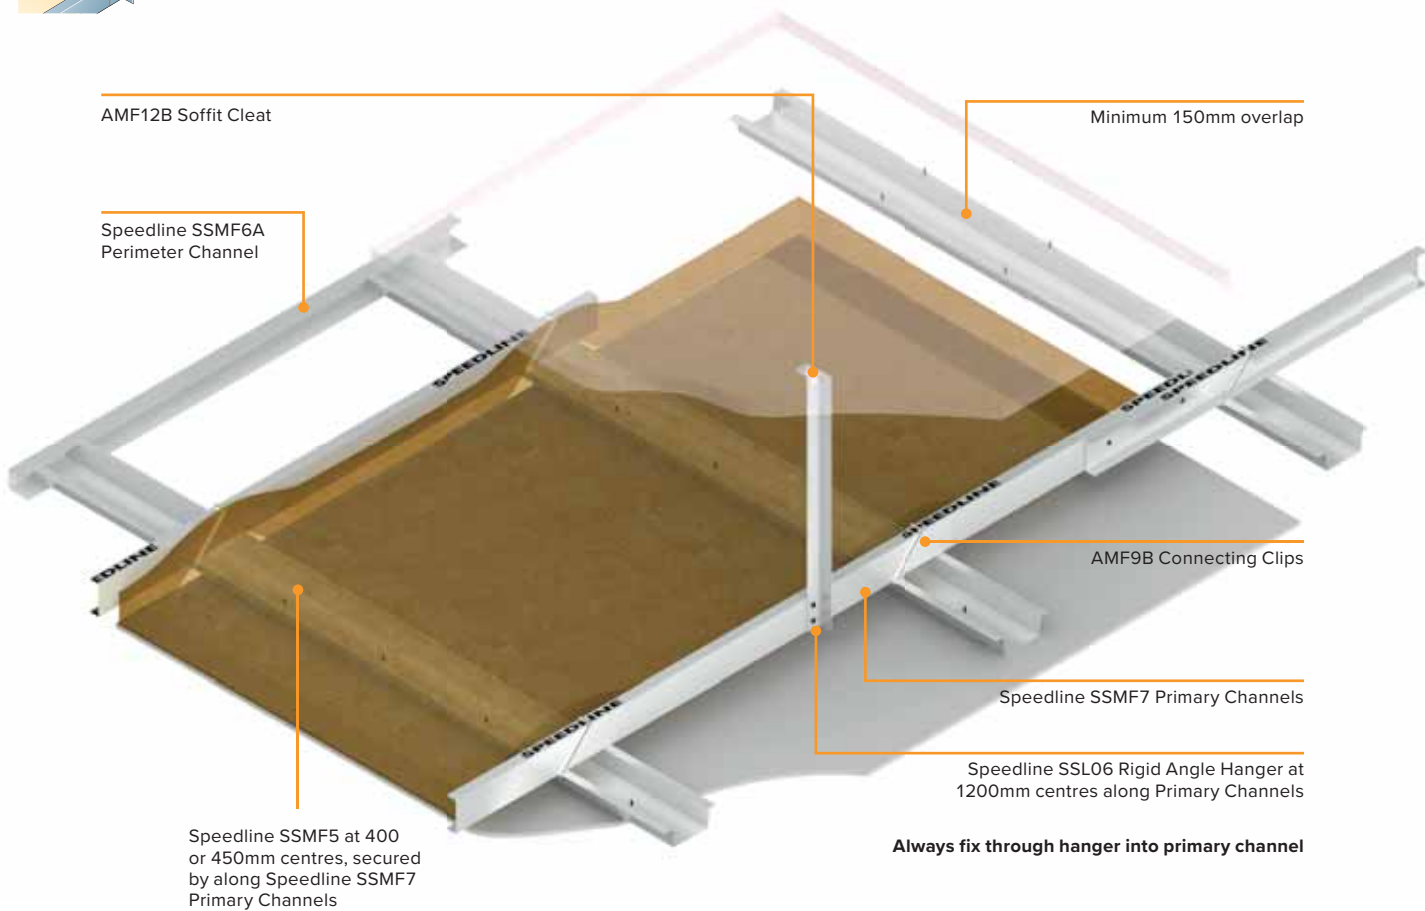 AMF12B Soffit Cleat
Minimum 150mm overlap
Speedline SSMF6A
Perimeter Channel
SPEEDLINE
SPEEDLI
SPEEDLINE
SPEEDLINE
EDLINE
AMF9B Connecting Clips
Speedline SSMF7 Primary Channels
SPEEDLINE
Speedline SSL06 Rigid Angle Hanger at
1200mm centres along Primary Channels
Speedline SSMF5 at 400
or 450mm centres, secured
by along Speedline SSMF7
Primary Channels
Always fix through hanger into primary channel